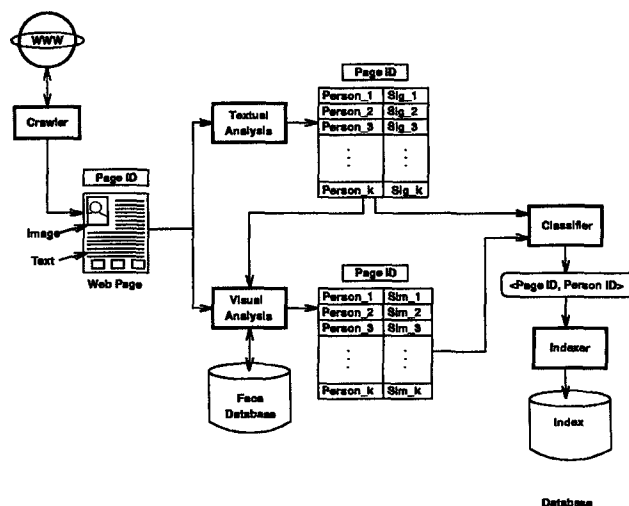 WWW
Crawler
Page ID
Image
Text
Web Page
Textual
Analysis
Page ID
Person_1 Sig_1
Person_2 Sig_2
Person_3 Sig_3
Person_k Sig_k
Visual
Analysis
Face
Database
Page ID
Person_1 Sim_1
Person_2 Sim_2
Person_3 Sim_3
Person_k Sim_k
Classifier
<Page ID, Person ID>
Indexer
Index
Database